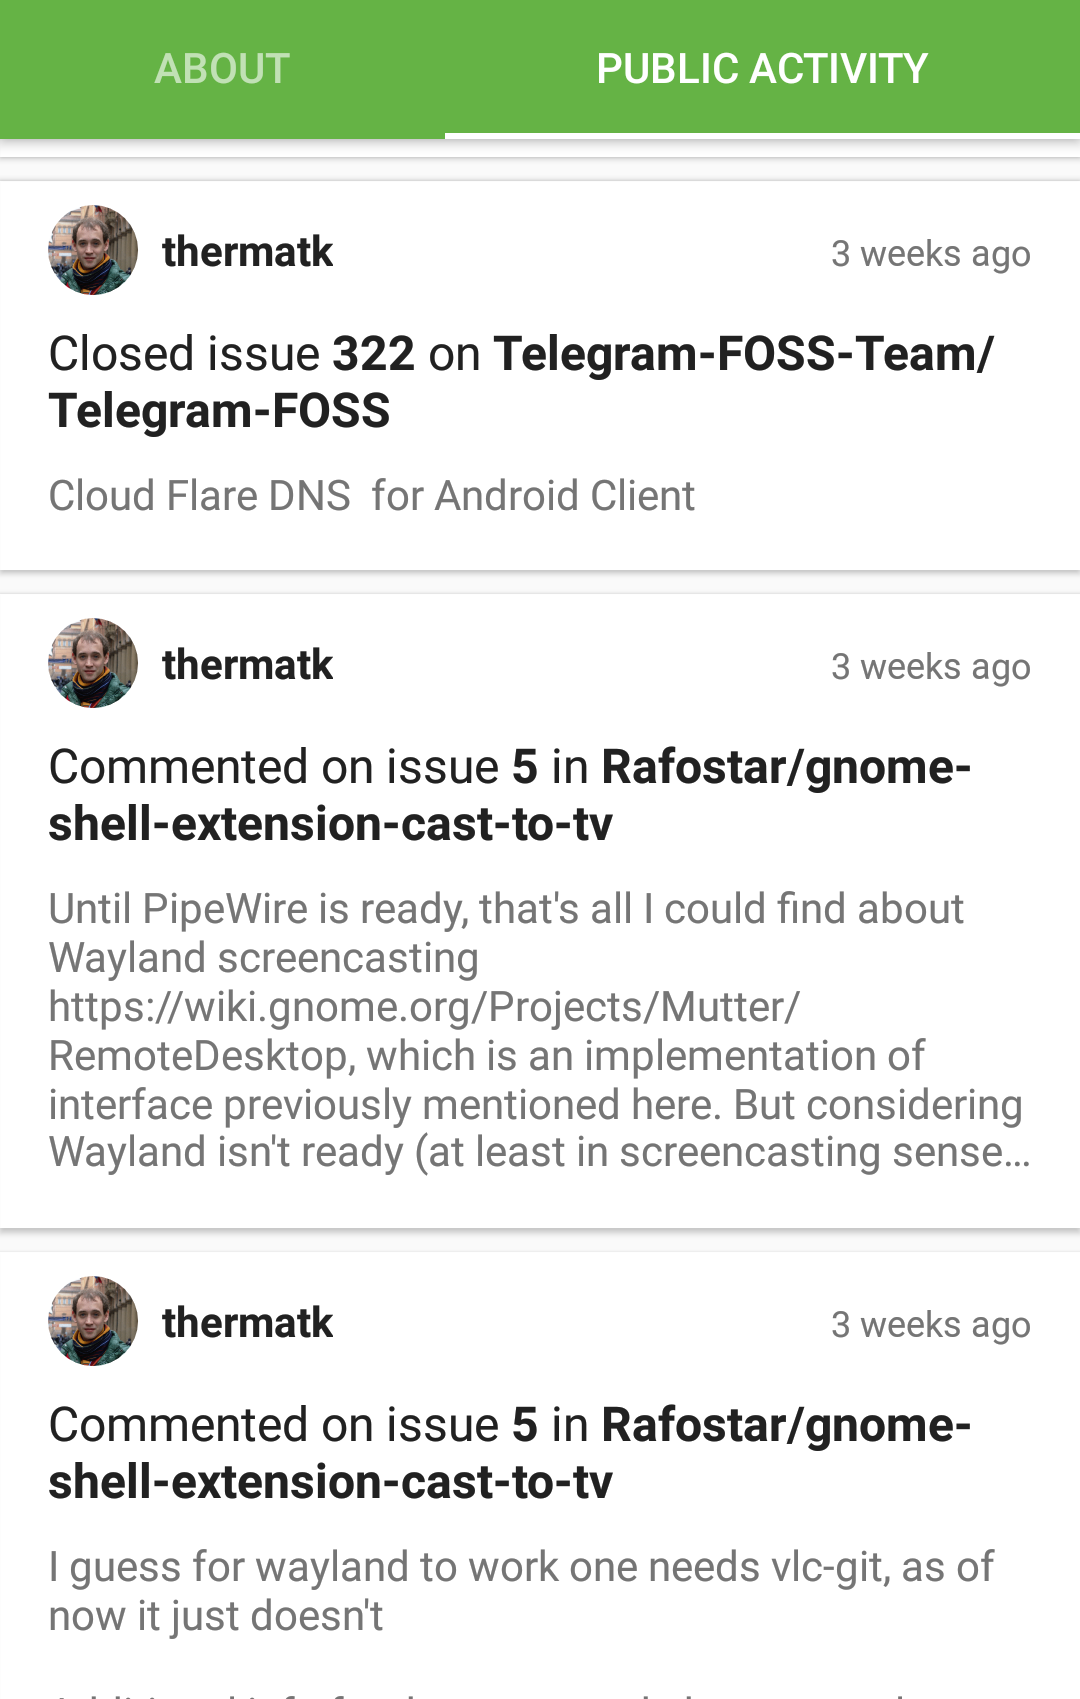 ABOUT
PUBLIC ACTIVITY
thermatk
3 weeks ago
Closed issue 322 on Telegram-FOSS-Team/
Telegram-FOSS
Cloud Flare DNS  for Android Client
thermatk
3 weeks ago
Commented on issue 5 in Rafostar/gnome-
shell-extension-cast-to-tv
Until PipeWire is ready, that's all I could find about
Wayland screencasting
https://wiki.gnome.org/Projects/Mutter/
RemoteDesktop, which is an implementation of
interface previously mentioned here. But considering
Wayland isn't ready (at least in screencasting sense…
thermatk
3 weeks ago
Commented on issue 5 in Rafostar/gnome-
shell-extension-cast-to-tv
I guess for wayland to work one needs vlc-git, as of
now it just doesn't